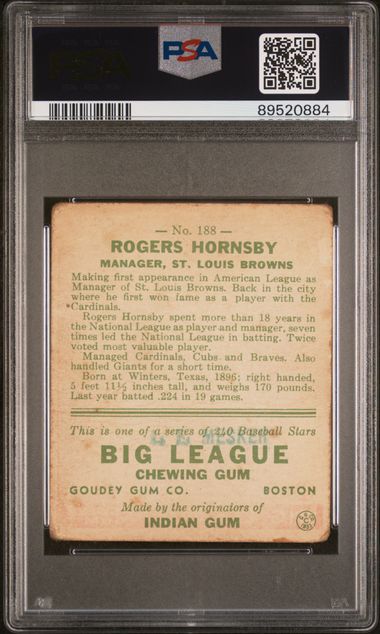 PSA
PSA
89520884
— No. 188 —
ROGERS HORNSBY
MANAGER, ST. LOUIS BROWNS
Making first appearance in American League as
Manager of St. Louis Browns. Back in the city
where he first won fame as a player with the
Cardinals.
Rogers Hornsby spent more than 18 years in
the National League as player and manager, seven
times led the National League in batting. Twice
voted most valuable player.
Managed Cardinals, Cubs and Braves. Also
handled Giants for a short time.
Born at Winters, Texas, 1896; right handed,
5 feet 11½ inches tall, and weighs 170 pounds.
Last year batted .224 in 19 games.
This is one of a series of 240 Baseball Stars
BIG LEAGUE
CHEWING GUM
GOUDEY GUM CO. BOSTON
Made by the originators of
INDIAN GUM